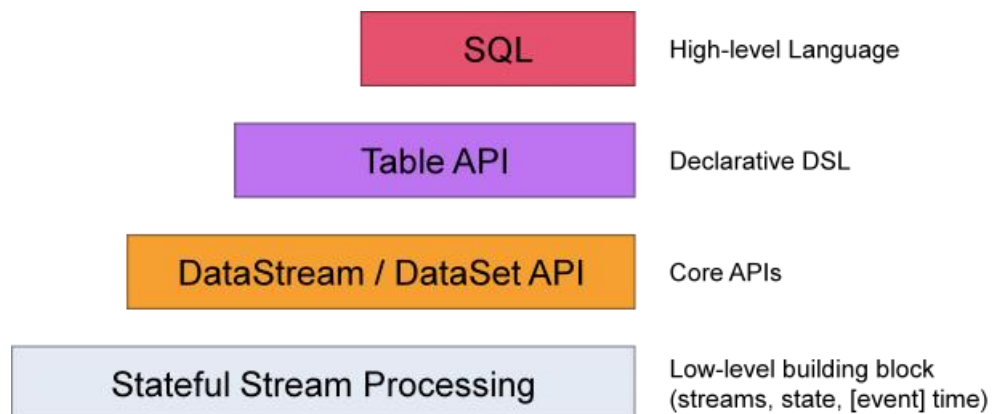 SQL
High-level Language
Table API
Declarative DSL
DataStream / DataSet API
Core APIs
Stateful Stream Processing
Low-level building block
(streams, state, [event] time)